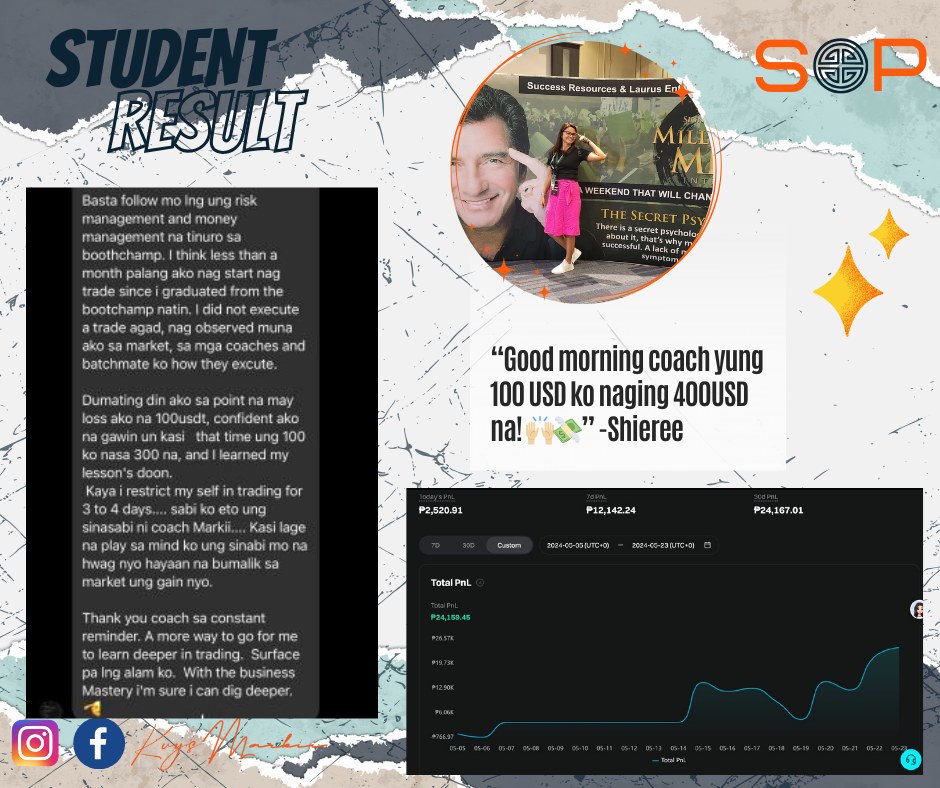 STUDENT
RESULT
SOP
Success Resources & Laurus En
MILL
M
INT
A WEEKEND THAT WILL CHAN
THE SECRET PSY
There is a secret psycholog
about it, that's why m
successful. A lack of m
symptom
Basta follow mo lng ung risk
management and money
management na tinuro sa
boothchamp. I think less than a
month palang ako nag start nag
trade since i graduated from the
bootchamp natin. I did not execute
a trade agad, nag observed muna
ako sa market, sa mga coaches and
batchmate ko how they excute.
Dumating din ako sa point na may
loss ako na 100usdt, confident ako
na gawin un kasi that time ung 100
ko nasa 300 na, and I learned my
lesson's doon.
Kaya i restrict my self in trading for
3 to 4 days.... sabi ko eto ung
sinasabi ni coach Markii.... Kasi lage
na play sa mind ko ung sinabi mo na
hwag nyo hayaan na bumalik sa
market ung gain nyo.
Thank you coach sa constant
reminder. A more way to go for me
to learn deeper in trading. Surface
pa lng alam ko. With the business
Mastery i'm sure i can dig deeper.
“Good morning coach yung
100 USD ko naging 400USD
na!🙌🏼💸” -Shieree
Today's PnL 7d PnL 30d PnL
₱2,520.91 ₱12,142.24 ₱24,167.01
7D 30D Custom 2024-05-05 (UTC+0) — 2024-05-23 (UTC+0)
Total PnL
Total PnL
₱24,159.45
₱26.57K
₱19.73K
₱12.90K
₱6.06K
₱766.97
05-05 05-06 05-07 05-08 05-09 05-10 05-11 05-12 05-13 05-14 05-15 05-16 05-17 05-18 05-19 05-20 05-21 05-22 05-23
Total PnL
Kuys Markii